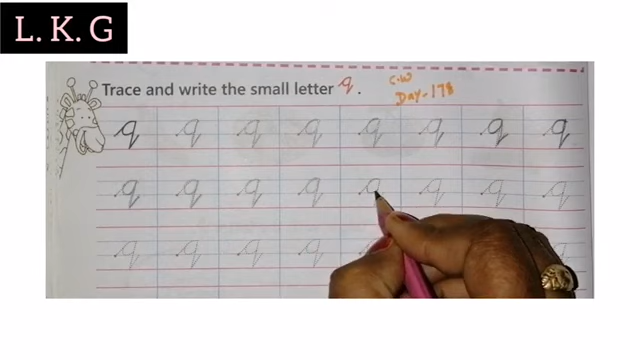 L. K. G
C.W
Trace and write the small letter q.
DAY-178
q q q q q q q q
q q q q q q q q
q q q q q q